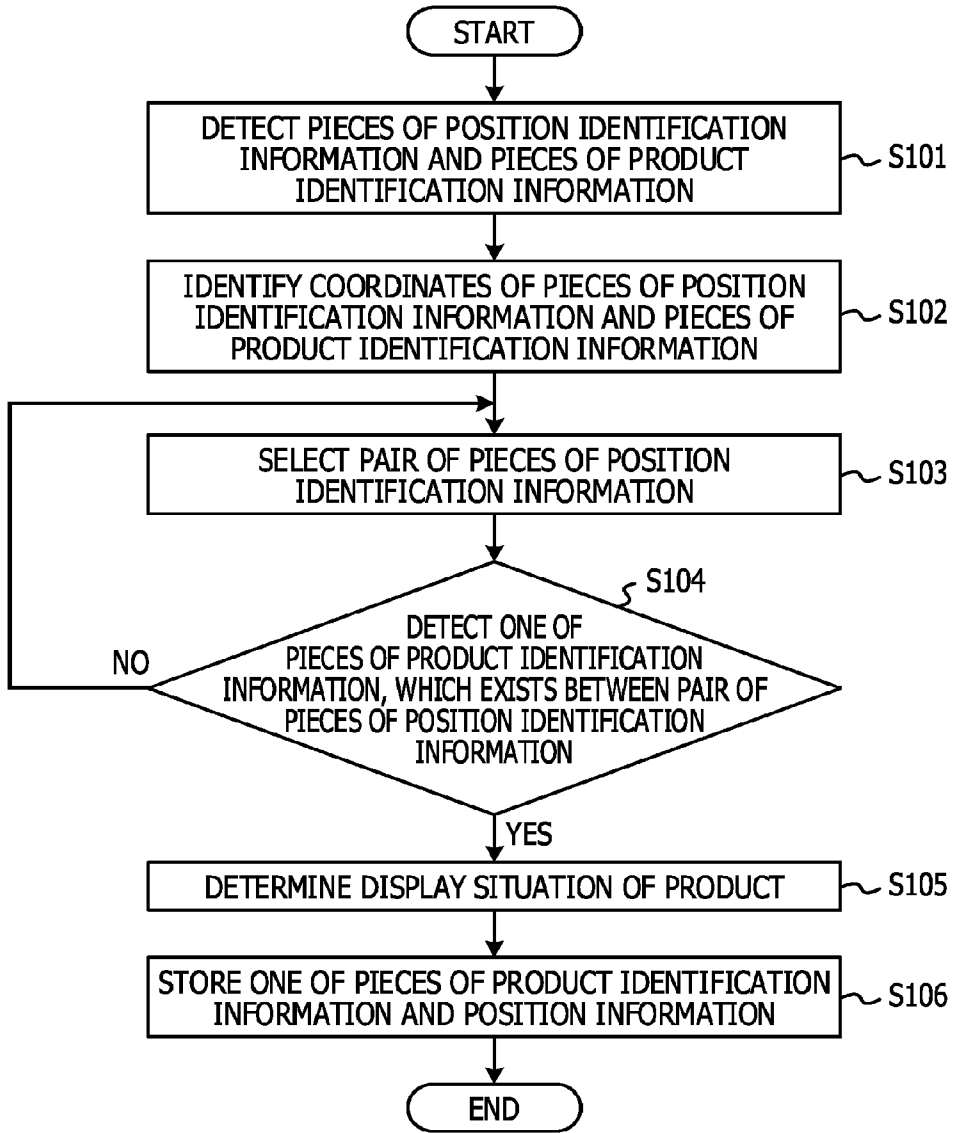 START
DETECT PIECES OF POSITION IDENTIFICATION
INFORMATION AND PIECES OF PRODUCT
IDENTIFICATION INFORMATION
S101
IDENTIFY COORDINATES OF PIECES OF POSITION
IDENTIFICATION INFORMATION AND PIECES OF
PRODUCT IDENTIFICATION INFORMATION
S102
SELECT PAIR OF PIECES OF POSITION
IDENTIFICATION INFORMATION
S103
S104
DETECT ONE OF
PIECES OF PRODUCT IDENTIFICATION
INFORMATION, WHICH EXISTS BETWEEN PAIR OF
PIECES OF POSITION IDENTIFICATION
INFORMATION
NO
YES
DETERMINE DISPLAY SITUATION OF PRODUCT
S105
STORE ONE OF PIECES OF PRODUCT IDENTIFICATION
INFORMATION AND POSITION INFORMATION
S106
END